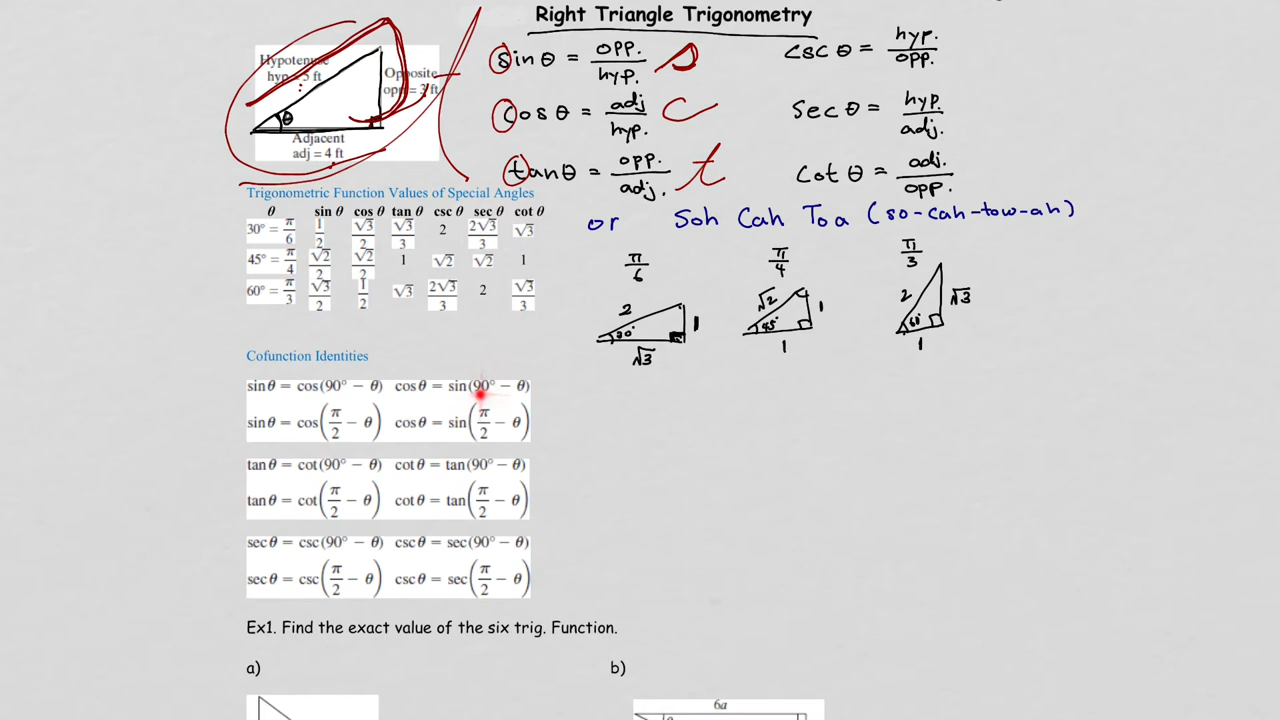 Right Triangle Trigonometry
Hypotenuse
hyp = 5 ft
Opposite
opp = 3 ft
θ
Adjacent
adj = 4 ft
sin θ = opp. / hyp. s
csc θ = hyp. / opp.
cos θ = adj / hyp. c
sec θ = hyp. / adj.
tan θ = opp. / adj. t
cot θ = adj. / opp.
or Soh Cah Toa (so-cah-tow-ah)
Trigonometric Function Values of Special Angles
θ sin θ cos θ tan θ csc θ sec θ cot θ
30° = π/6 1/2 √3/2 √3/3 2 2√3/3 √3
45° = π/4 √2/2 √2/2 1 √2 √2 1
60° = π/3 √3/2 1/2 √3 2√3/3 2 √3/3
π/6 π/4 π/3
2 30° 1 √3
√2 45° 1 1
2 60° √3 1
Cofunction Identities
sin θ = cos(90° − θ) cos θ = sin(90° − θ)
sin θ = cos(π/2 − θ) cos θ = sin(π/2 − θ)
tan θ = cot(90° − θ) cot θ = tan(90° − θ)
tan θ = cot(π/2 − θ) cot θ = tan(π/2 − θ)
sec θ = csc(90° − θ) csc θ = sec(90° − θ)
sec θ = csc(π/2 − θ) csc θ = sec(π/2 − θ)
Ex1. Find the exact value of the six trig. Function.
a) b)
6a